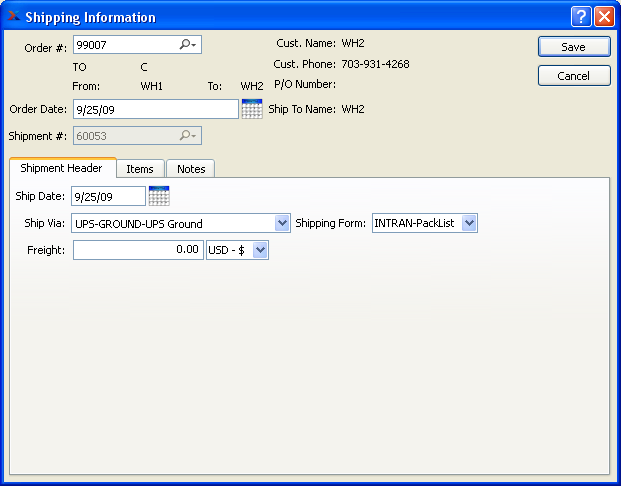 Shipping Information
Order #: 99007 Cust. Name: WH2 Save
TO C Cust. Phone: 703-931-4268 Cancel
From: WH1 To: WH2 P/O Number:
Order Date: 9/25/09 Ship To Name: WH2
Shipment #: 60053
Shipment Header Items Notes
Ship Date: 9/25/09
Ship Via: UPS-GROUND-UPS Ground Shipping Form: INTRAN-PackList
Freight: 0.00 USD - $